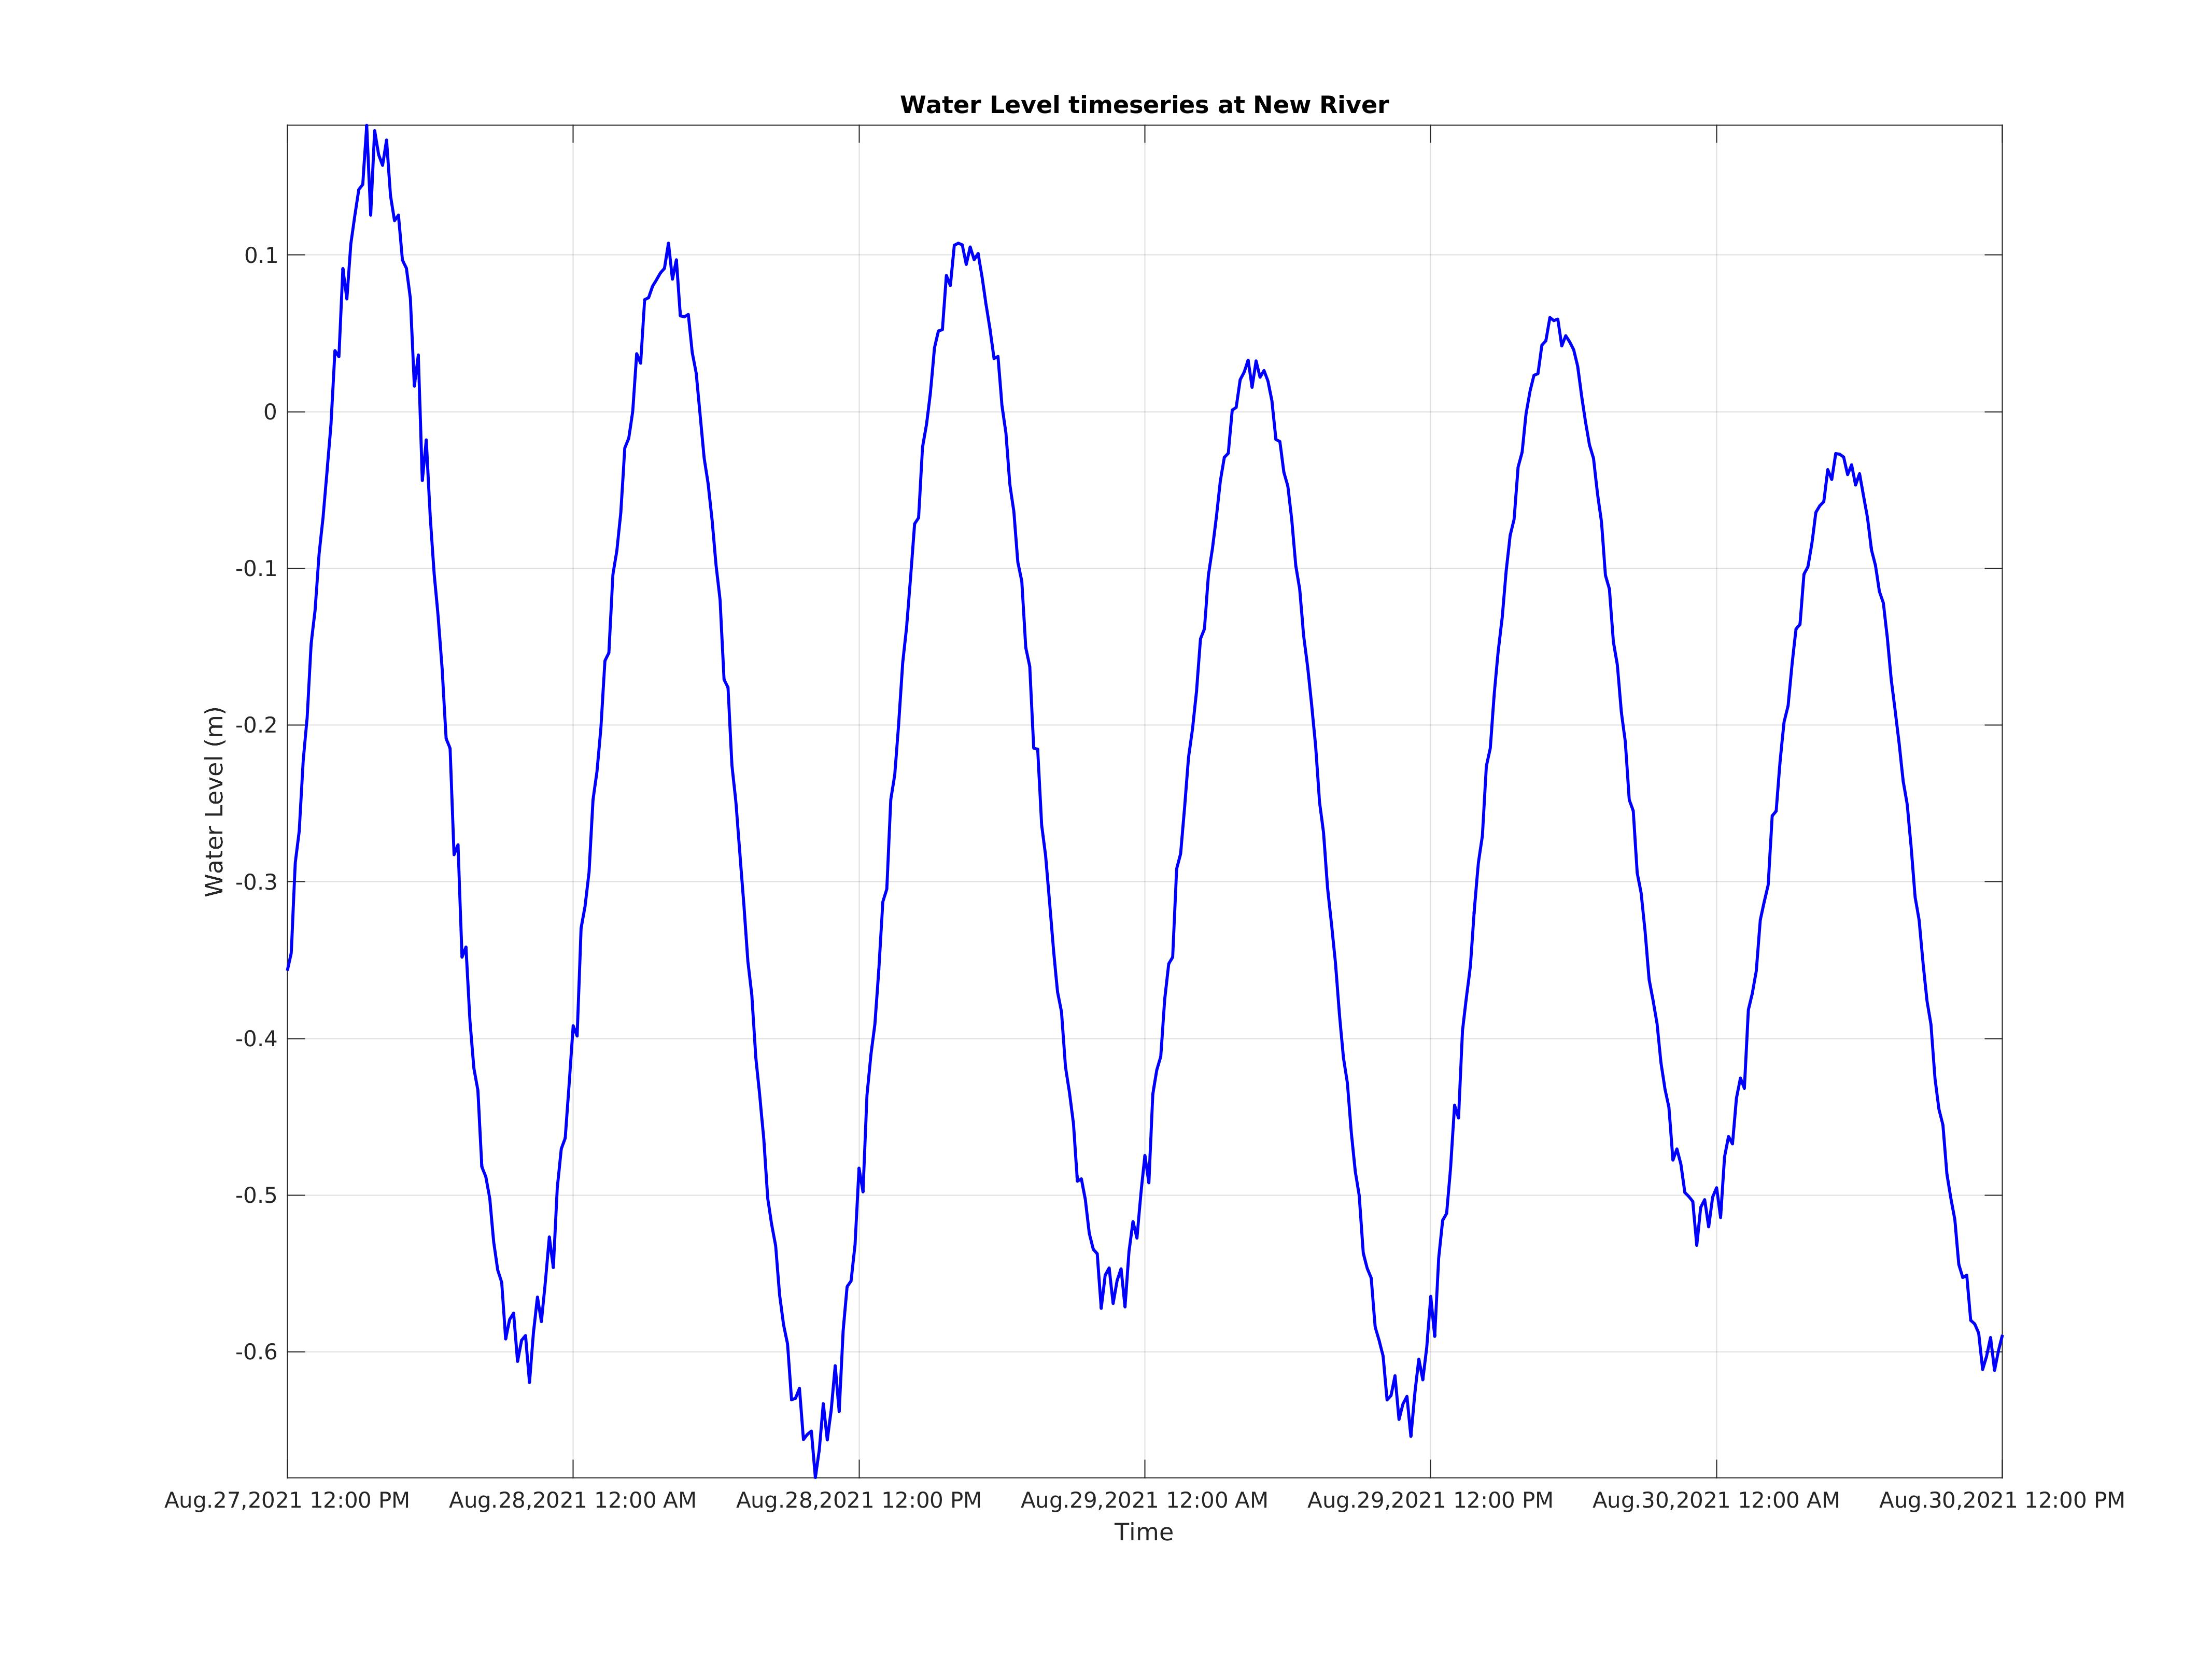 Water Level timeseries at New River
0.1
0
-0.1
-0.2
-0.3
-0.4
-0.5
-0.6
Water Level (m)
Aug.27,2021 12:00 PM Aug.28,2021 12:00 AM Aug.28,2021 12:00 PM Aug.29,2021 12:00 AM Aug.29,2021 12:00 PM Aug.30,2021 12:00 AM Aug.30,2021 12:00 PM
Time